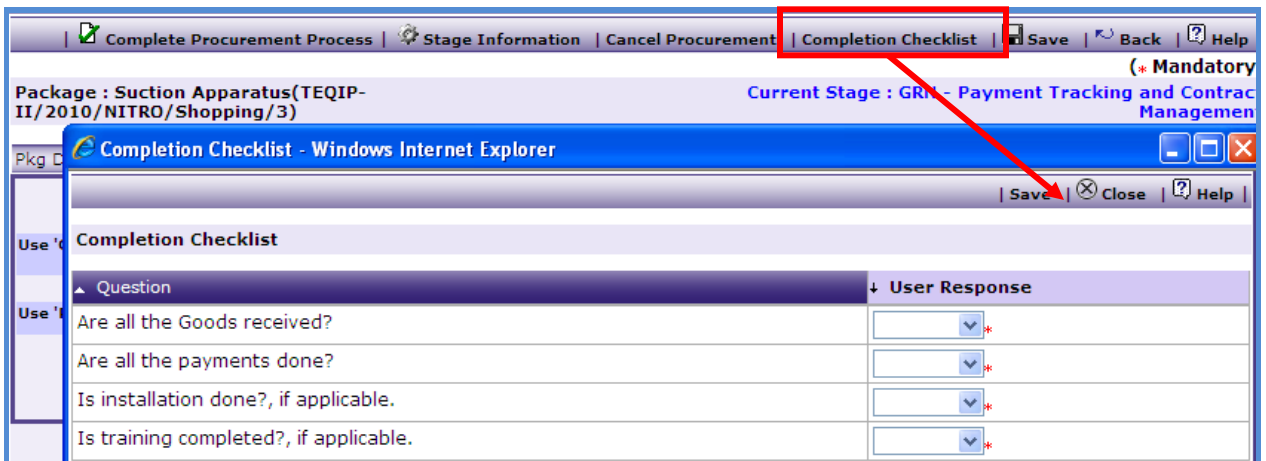 | Complete Procurement Process | Stage Information | Cancel Procurement | Completion Checklist | Save | Back | Help
(* Mandatory
Package : Suction Apparatus(TEQIP-II/2010/NITRO/Shopping/3)
Current Stage : GRN - Payment Tracking and Contrac
Managemen
Pkg D
Completion Checklist - Windows Internet Explorer
| Save | Close | Help |
Use '
Completion Checklist
Question
User Response
Use '
Are all the Goods received? *
Are all the payments done? *
Is installation done?, if applicable. *
Is training completed?, if applicable. *